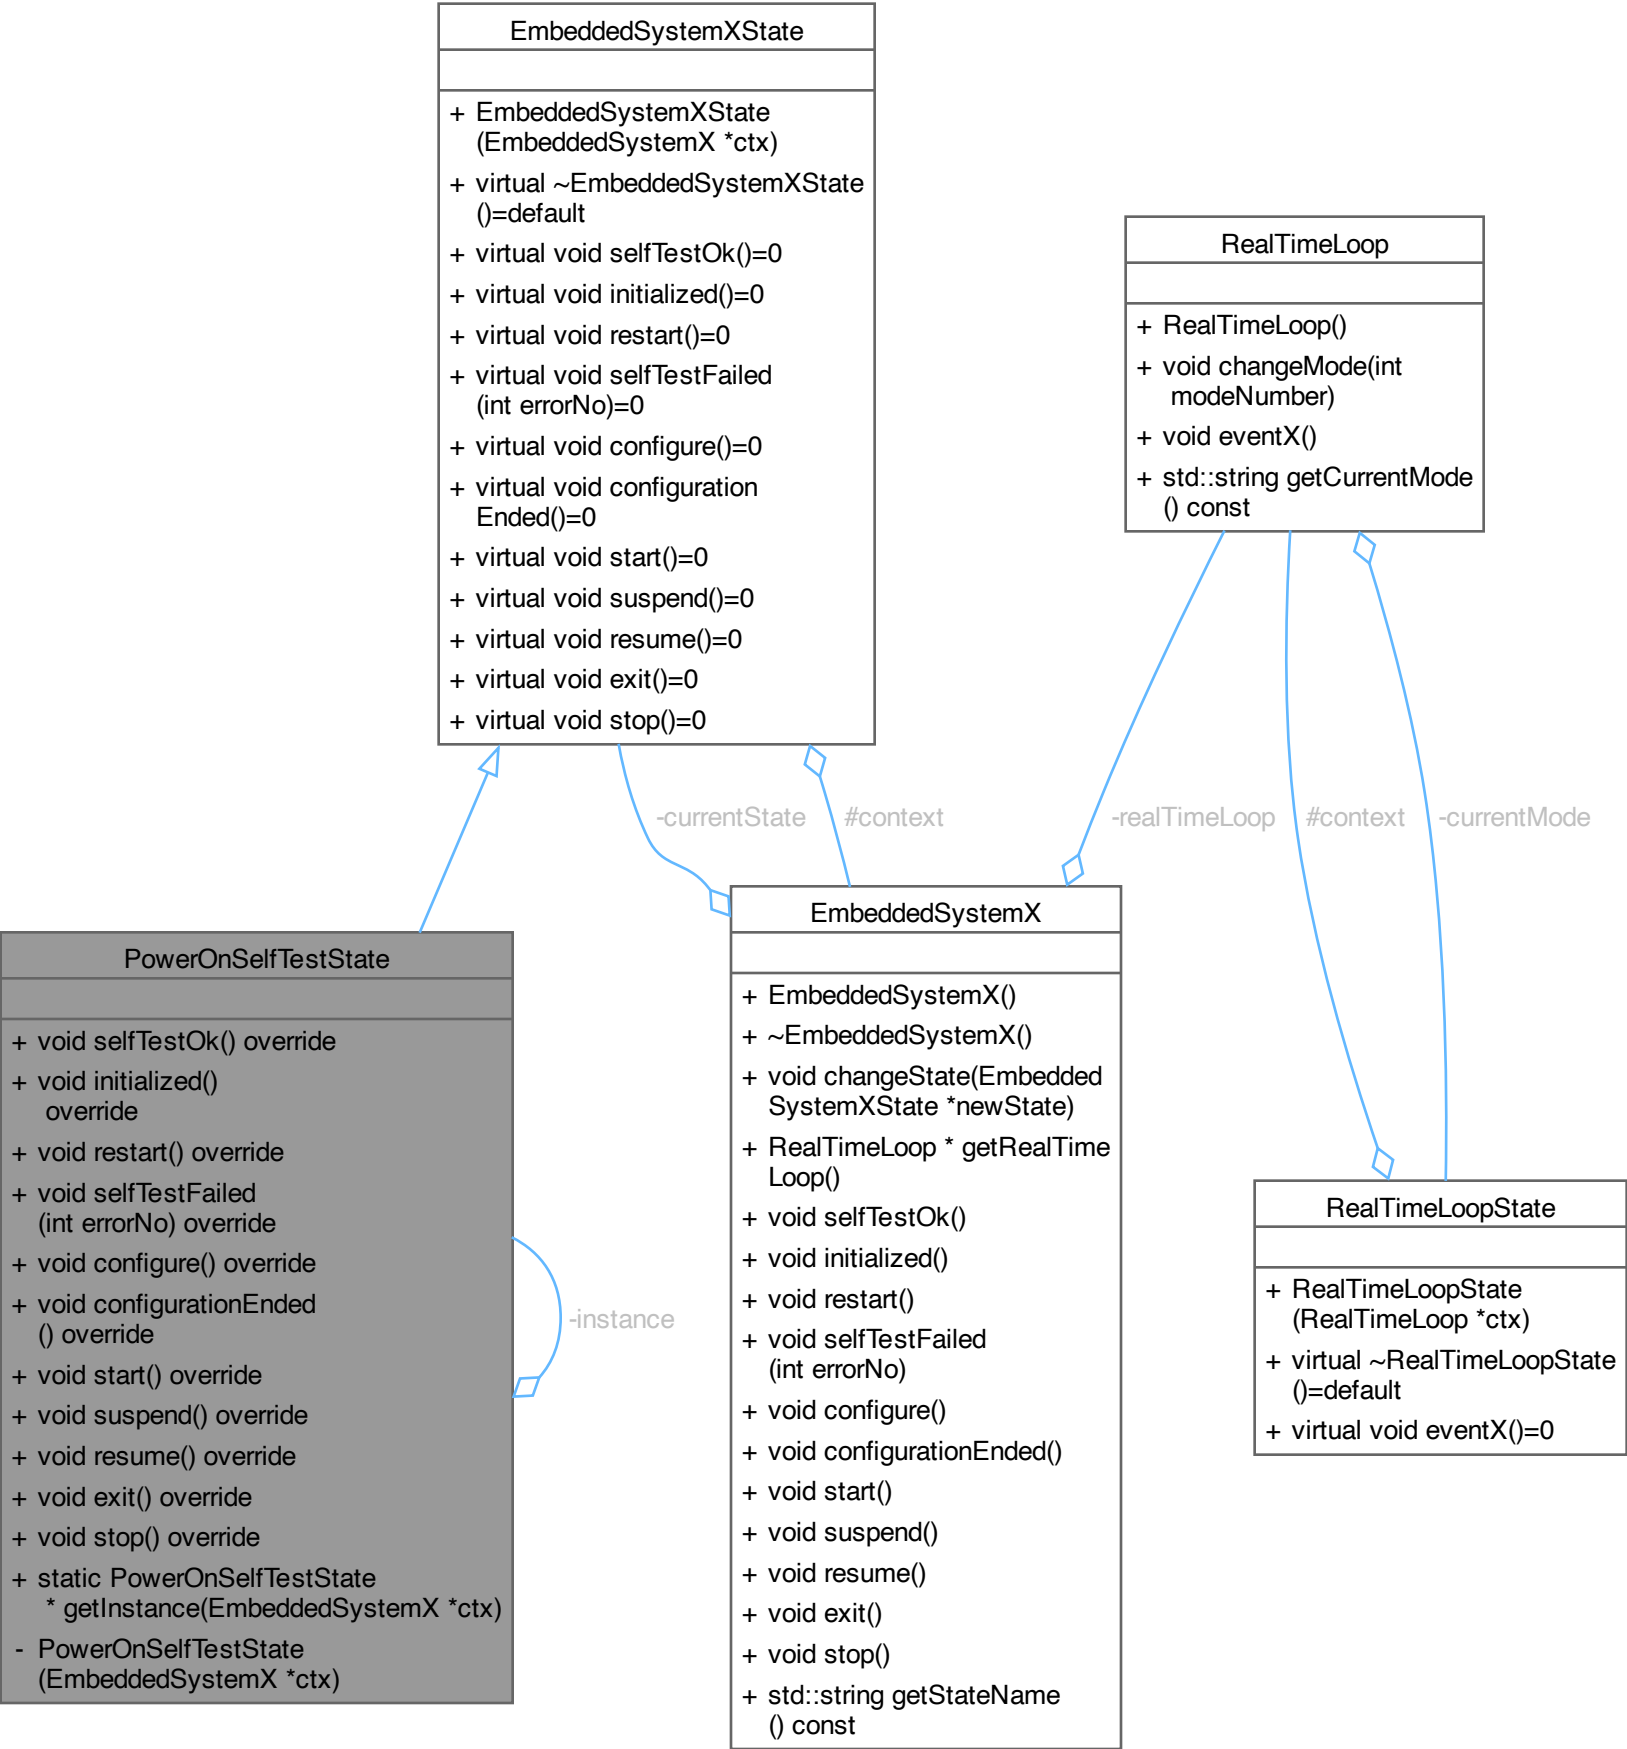 EmbeddedSystemXState
+ EmbeddedSystemXState
(EmbeddedSystemX *ctx)
+ virtual ~EmbeddedSystemXState
()=default
+ virtual void selfTestOk()=0
+ virtual void initialized()=0
+ virtual void restart()=0
+ virtual void selfTestFailed
(int errorNo)=0
+ virtual void configure()=0
+ virtual void configuration
Ended()=0
+ virtual void start()=0
+ virtual void suspend()=0
+ virtual void resume()=0
+ virtual void exit()=0
+ virtual void stop()=0
RealTimeLoop
+ RealTimeLoop()
+ void changeMode(int
modeNumber)
+ void eventX()
+ std::string getCurrentMode
() const
-currentState
#context
-realTimeLoop
#context
-currentMode
PowerOnSelfTestState
+ void selfTestOk() override
+ void initialized()
override
+ void restart() override
+ void selfTestFailed
(int errorNo) override
+ void configure() override
+ void configurationEnded
() override
+ void start() override
+ void suspend() override
+ void resume() override
+ void exit() override
+ void stop() override
+ static PowerOnSelfTestState
* getInstance(EmbeddedSystemX *ctx)
- PowerOnSelfTestState
(EmbeddedSystemX *ctx)
-instance
EmbeddedSystemX
+ EmbeddedSystemX()
+ ~EmbeddedSystemX()
+ void changeState(Embedded
SystemXState *newState)
+ RealTimeLoop * getRealTime
Loop()
+ void selfTestOk()
+ void initialized()
+ void restart()
+ void selfTestFailed
(int errorNo)
+ void configure()
+ void configurationEnded()
+ void start()
+ void suspend()
+ void resume()
+ void exit()
+ void stop()
+ std::string getStateName
() const
RealTimeLoopState
+ RealTimeLoopState
(RealTimeLoop *ctx)
+ virtual ~RealTimeLoopState
()=default
+ virtual void eventX()=0